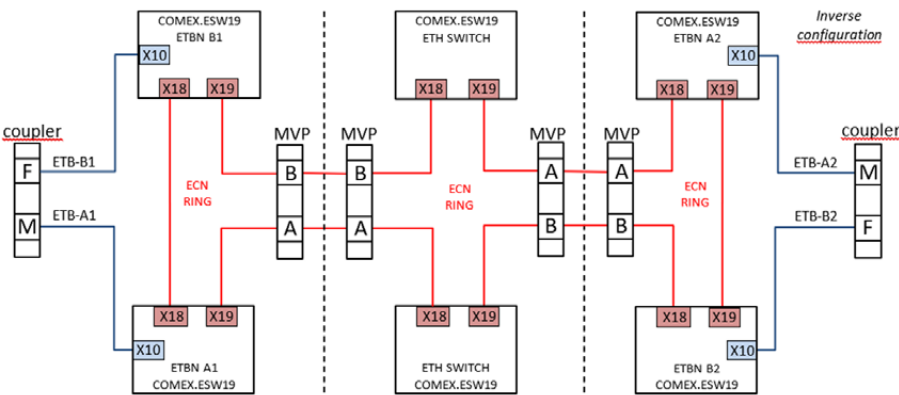 COMEX.ESW19
ETBN B1
X10
X18
X19
COMEX.ESW19
ETH SWITCH
X18
X19
COMEX.ESW19
ETBN A2
X10
X18
X19
Inverse
configuration
coupler
F
M
ETB-B1
ETB-A1
ECN
RING
MVP
B
A
MVP
B
A
ECN
RING
MVP
A
B
MVP
A
B
ECN
RING
ETB-A2
ETB-B2
coupler
M
F
X18
X19
X10
ETBN A1
COMEX.ESW19
X18
X19
ETH SWITCH
COMEX.ESW19
X18
X19
X10
ETBN B2
COMEX.ESW19